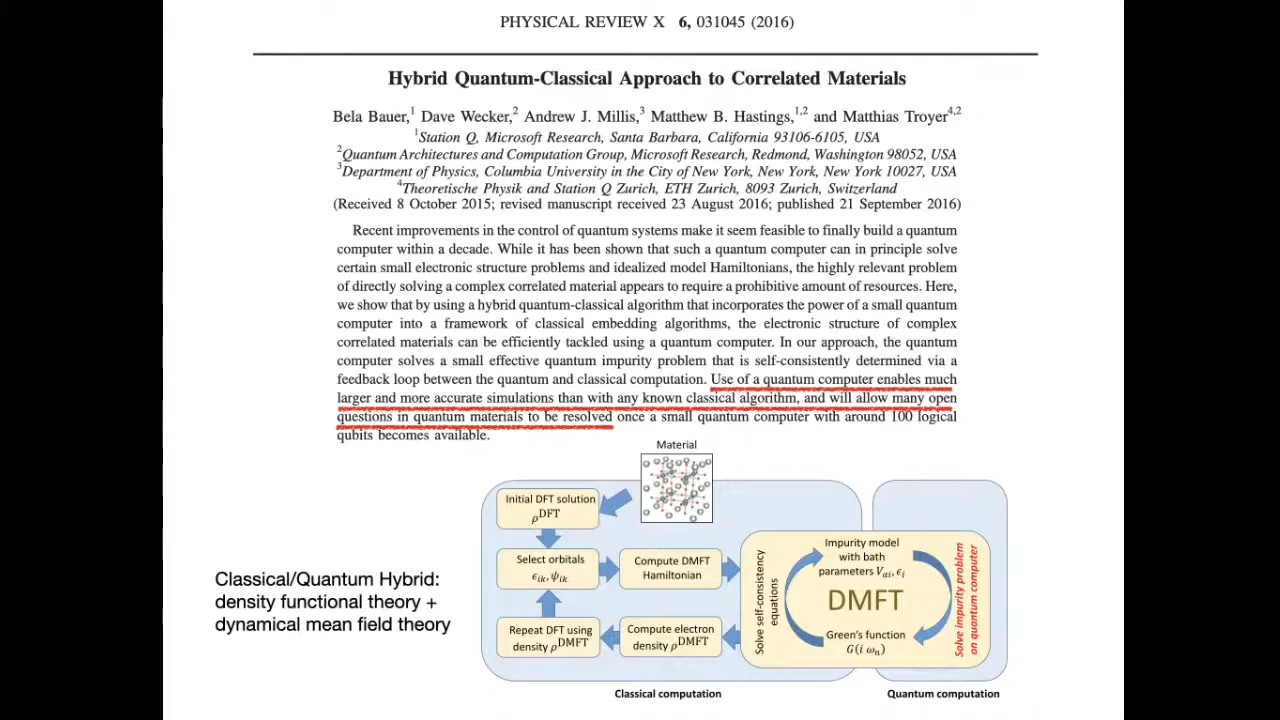 PHYSICAL REVIEW X 6, 031045 (2016)
Hybrid Quantum-Classical Approach to Correlated Materials
Bela Bauer,¹ Dave Wecker,² Andrew J. Millis,³ Matthew B. Hastings,¹,² and Matthias Troyer⁴,²
¹Station Q, Microsoft Research, Santa Barbara, California 93106-6105, USA
²Quantum Architectures and Computation Group, Microsoft Research, Redmond, Washington 98052, USA
³Department of Physics, Columbia University in the City of New York, New York, New York 10027, USA
⁴Theoretische Physik and Station Q Zurich, ETH Zurich, 8093 Zurich, Switzerland
(Received 8 October 2015; revised manuscript received 23 August 2016; published 21 September 2016)
Recent improvements in the control of quantum systems make it seem feasible to finally build a quantum
computer within a decade. While it has been shown that such a quantum computer can in principle solve
certain small electronic structure problems and idealized model Hamiltonians, the highly relevant problem
of directly solving a complex correlated material appears to require a prohibitive amount of resources. Here,
we show that by using a hybrid quantum-classical algorithm that incorporates the power of a small quantum
computer into a framework of classical embedding algorithms, the electronic structure of complex
correlated materials can be efficiently tackled using a quantum computer. In our approach, the quantum
computer solves a small effective quantum impurity problem that is self-consistently determined via a
feedback loop between the quantum and classical computation. Use of a quantum computer enables much
larger and more accurate simulations than with any known classical algorithm, and will allow many open
questions in quantum materials to be resolved once a small quantum computer with around 100 logical
qubits becomes available.
Material
Initial DFT solution
ρ^DFT
Select orbitals
ϵ_ik, ψ_ik
Compute DMFT
Hamiltonian
Repeat DFT using
density ρ^DMFT
Compute electron
density ρ^DMFT
Solve self-consistency
equations
Impurity model
with bath
parameters V_αi, ϵ_i
DMFT
Green's function
G(i ω_n)
Solve impurity problem
on quantum computer
Classical computation
Quantum computation
Classical/Quantum Hybrid:
density functional theory +
dynamical mean field theory